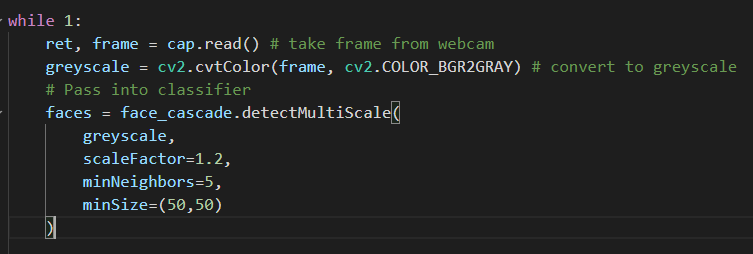 while 1:
    ret, frame = cap.read() # take frame from webcam
    greyscale = cv2.cvtColor(frame, cv2.COLOR_BGR2GRAY) # convert to greyscale
    # Pass into classifier
    faces = face_cascade.detectMultiScale(
        greyscale,
        scaleFactor=1.2,
        minNeighbors=5,
        minSize=(50,50)
    )